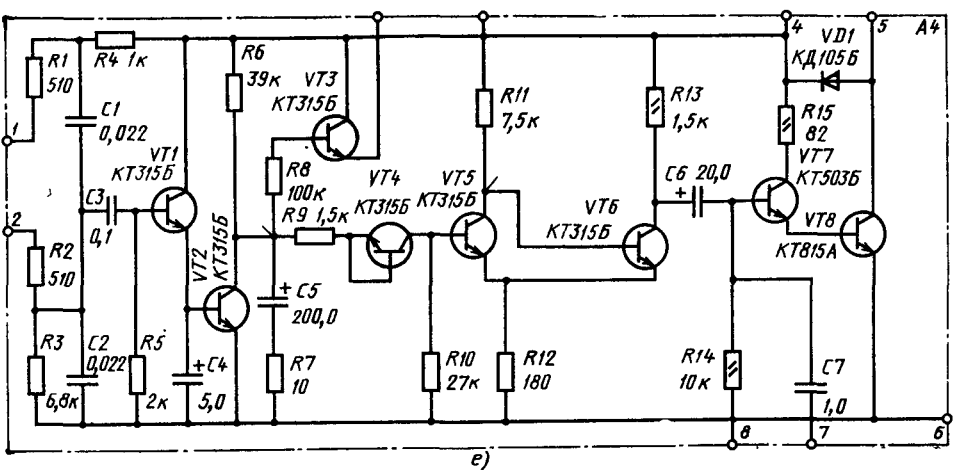 R1
510
R4 1к
C1
0,022
1
VT1
КТ315Б
C3
0,1
2
R2
510
R3
6,8к
C2
0,022
R5
2к
C4
+
5,0
VT2
КТ315Б
R6
39к
VT3
КТ315Б
R8
100к
R9 1,5к
+
C5
200,0
R7
10
VT4
КТ315Б
R10
27к
R11
7,5к
VT5
КТ315Б
R12
180
VT6
КТ315Б
R13
1,5к
C6 20,0
+
R14
10к
C7
1,0
4
VD1
КД105Б
5
А4
R15
82
VT7
КТ503Б
VT8
КТ815А
8
7
6
е)